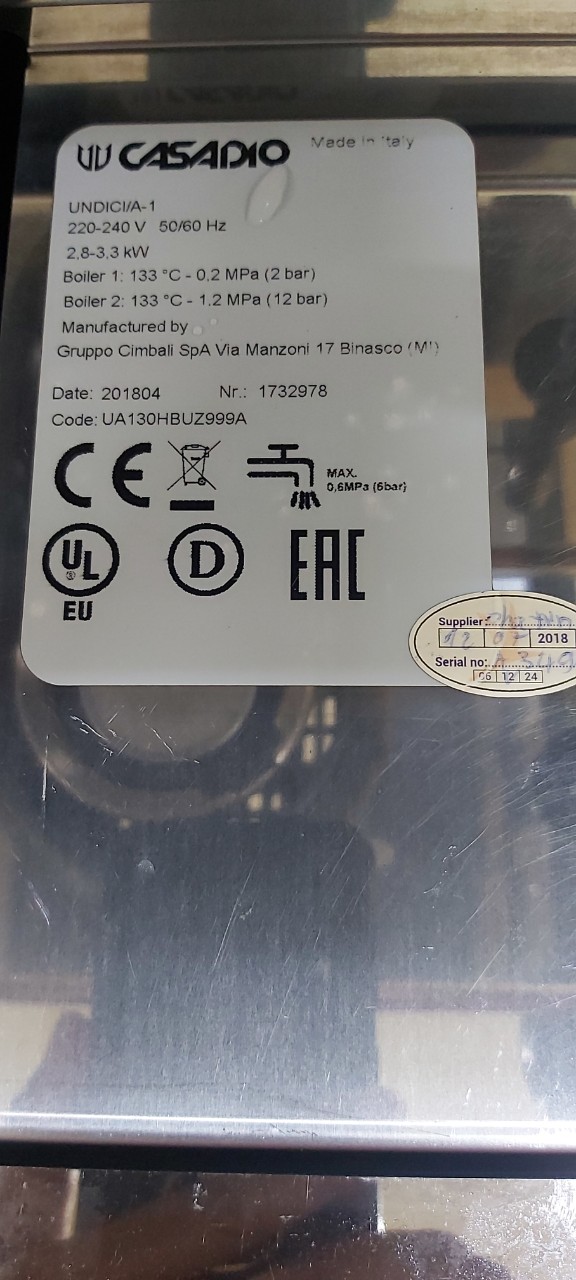 CASADIO Made in Italy
UNDICI/A-1
220-240 V 50/60 Hz
2,8-3,3 kW
Boiler 1: 133 °C - 0,2 MPa (2 bar)
Boiler 2: 133 °C - 1,2 MPa (12 bar)
Manufactured by
Gruppo Cimbali SpA Via Manzoni 17 Binasco (MI)
Date: 201804 Nr.: 1732978
Code: UA130HBUZ999A
CE
MAX.
0,6MPa (6bar)
UL D EAC
EU
Supplier:
12 07 2018
Serial no:
06 12 24